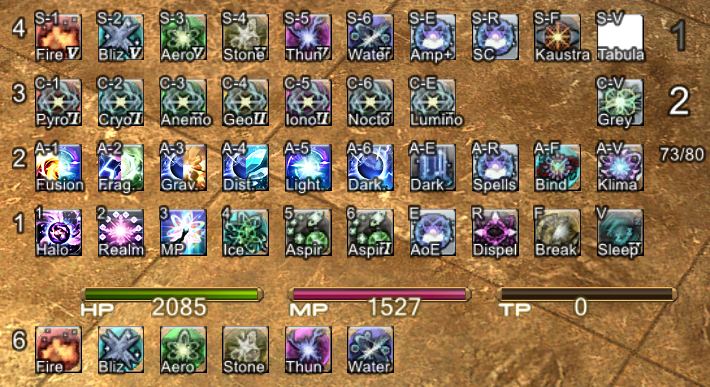 4 S-1 S-2 S-3 S-4 S-5 S-6 S-E S-R S-F S-V 1
V V V V V V
Fire Bliz Aero Stone Thun Water Amp+ SC Kaustra Tabula
3 C-1 C-2 C-3 C-4 C-5 C-6 C-E C-V 2
II II II II
Pyro Cryo Anemo Geo Iono Nocto Lumino Grey
2 A-1 A-2 A-3 A-4 A-5 A-6 A-E A-R A-F A-V 73/80
Fusion Frag. Grav. Dist. Light. Dark. Dark Spells Bind Klima
1 1 2 3 4 5 6 E R F V
II II
Halo Realm MP Ice. Aspir Aspir AoE Dispel Break Sleep
HP 2085 MP 1527 TP 0
6
Fire Bliz Aero Stone Thun Water